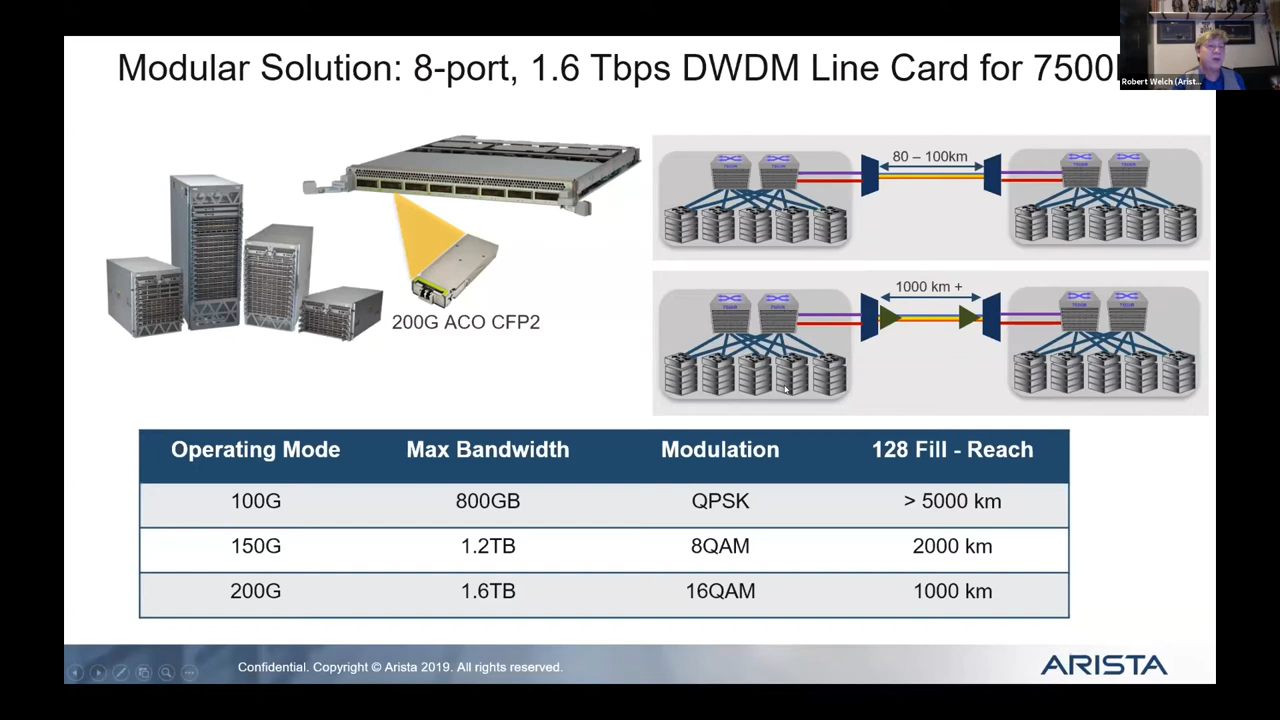 Modular Solution: 8-port, 1.6 Tbps DWDM Line Card for 7500
Robert Welch (Arist...
80 – 100km
200G ACO CFP2
1000 km +
Operating Mode Max Bandwidth Modulation 128 Fill - Reach
100G 800GB QPSK > 5000 km
150G 1.2TB 8QAM 2000 km
200G 1.6TB 16QAM 1000 km
Confidential. Copyright © Arista 2019. All rights reserved.
ARISTA